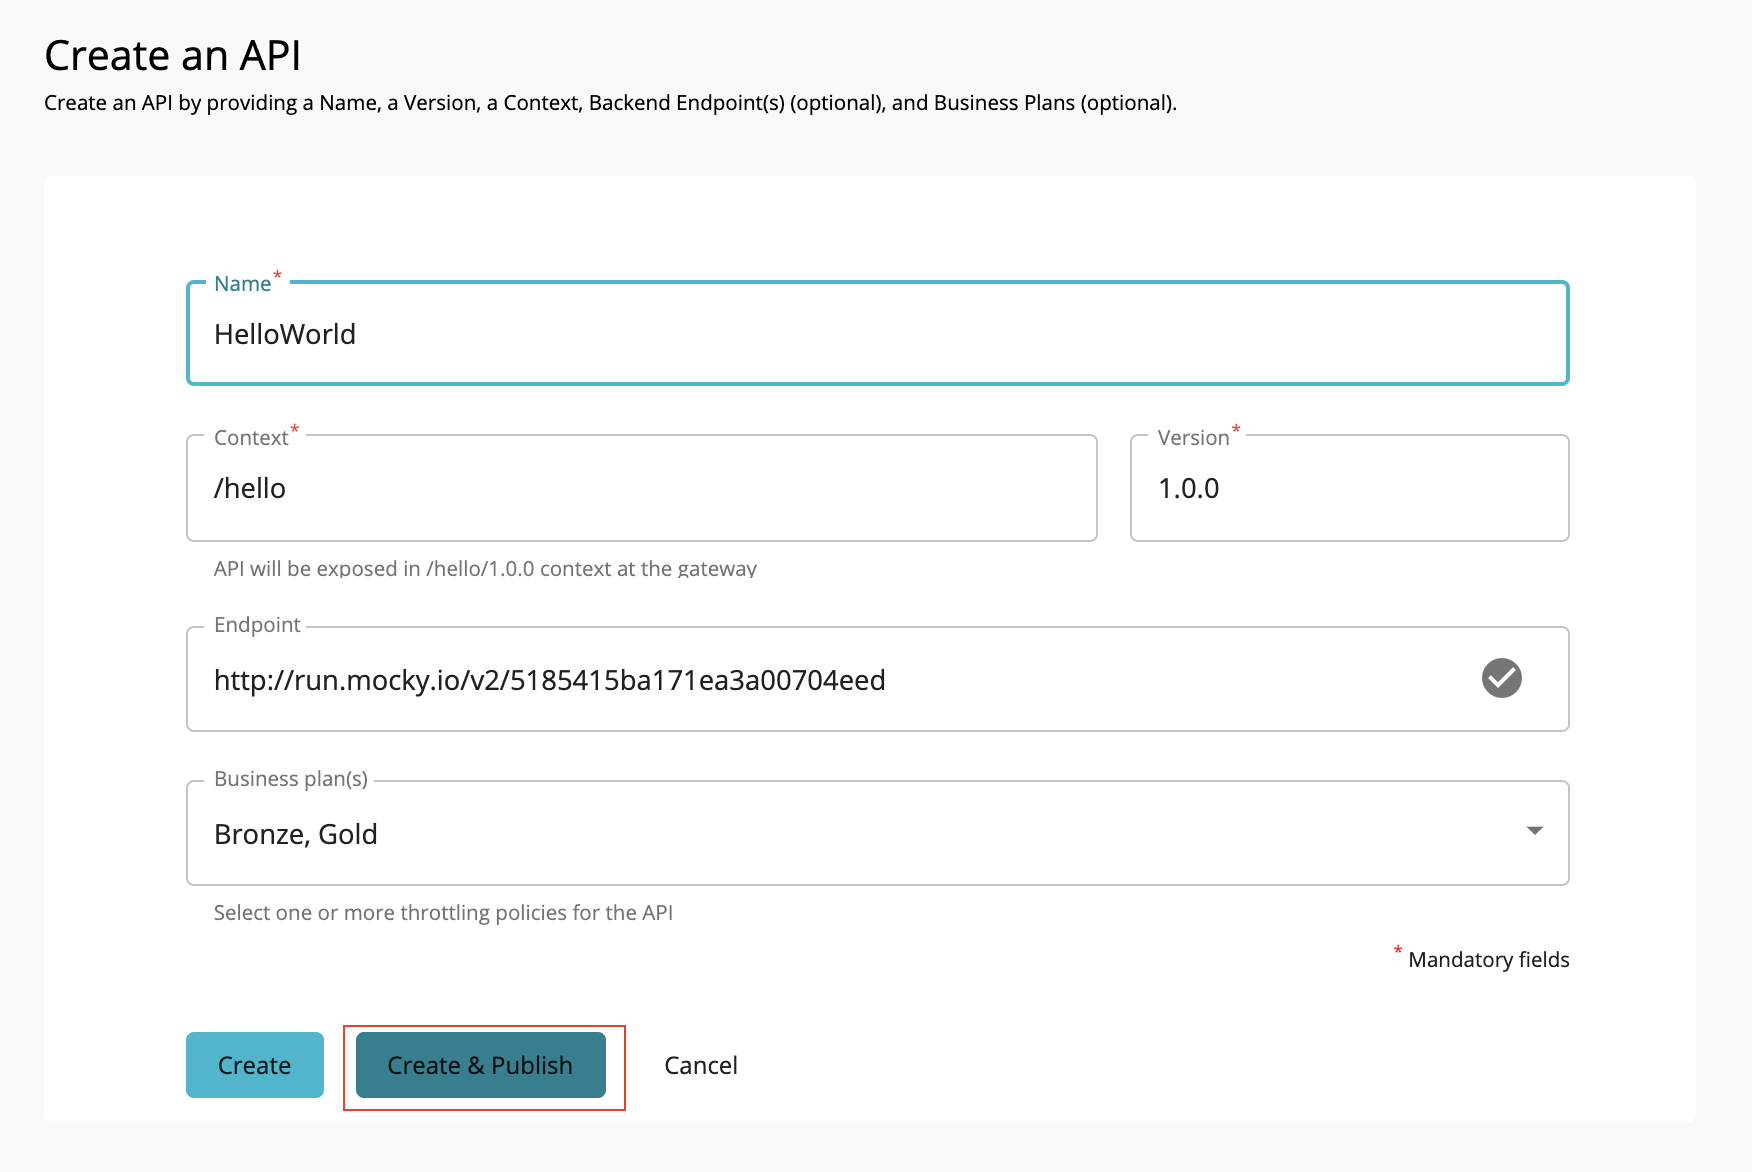 Create an API
Create an API by providing a Name, a Version, a Context, Backend Endpoint(s) (optional), and Business Plans (optional).
Name*
HelloWorld
Context*
/hello
Version*
1.0.0
API will be exposed in /hello/1.0.0 context at the gateway
Endpoint
http://run.mocky.io/v2/5185415ba171ea3a00704eed
Business plan(s)
Bronze, Gold
Select one or more throttling policies for the API
* Mandatory fields
Create
Create & Publish
Cancel